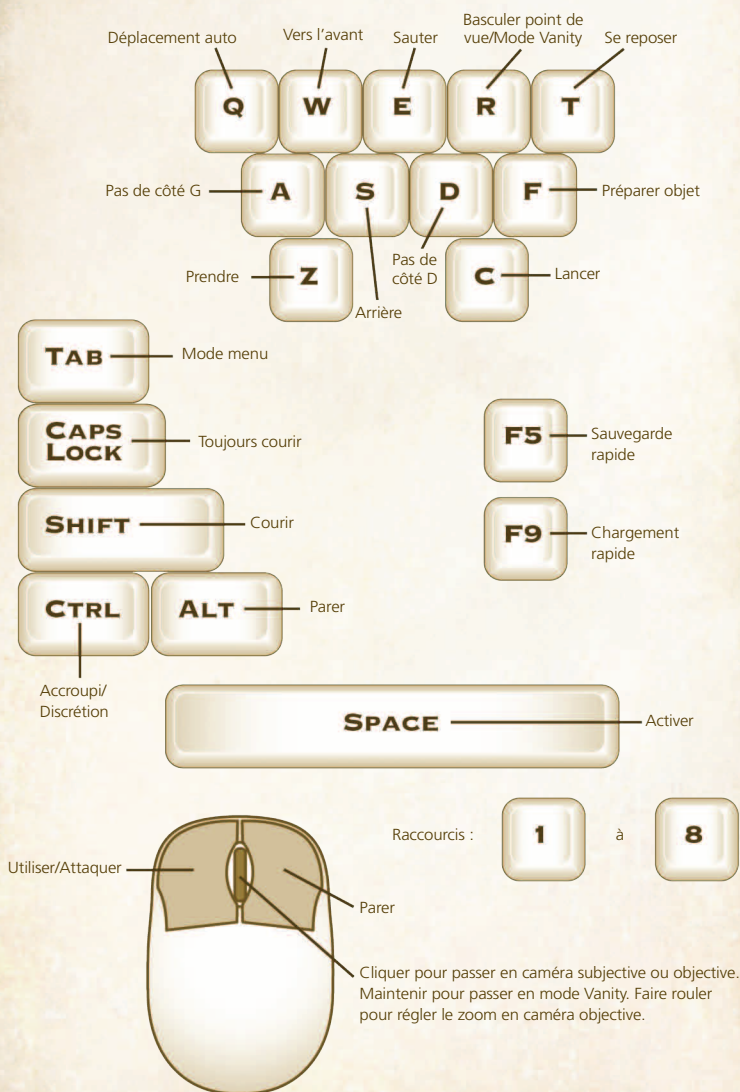 Basculer point de
Déplacement auto
Vers l'avant
Sauter
vue/Mode Vanity
Se reposer
Q
W
E
R
T
Pas de côté G
A
S
D
F
Préparer objet
Prendre
Z
Pas de
côté D
C
Lancer
Arrière
TAB
Mode menu
CAPS
LOCK
Toujours courir
F5
Sauvegarde
rapide
SHIFT
Courir
F9
Chargement
rapide
CTRL
ALT
Parer
Accroupi/
Discrétion
SPACE
Activer
Raccourcis :
1
à
8
Utiliser/Attaquer
Parer
Cliquer pour passer en caméra subjective ou objective.
Maintenir pour passer en mode Vanity. Faire rouler
pour régler le zoom en caméra objective.